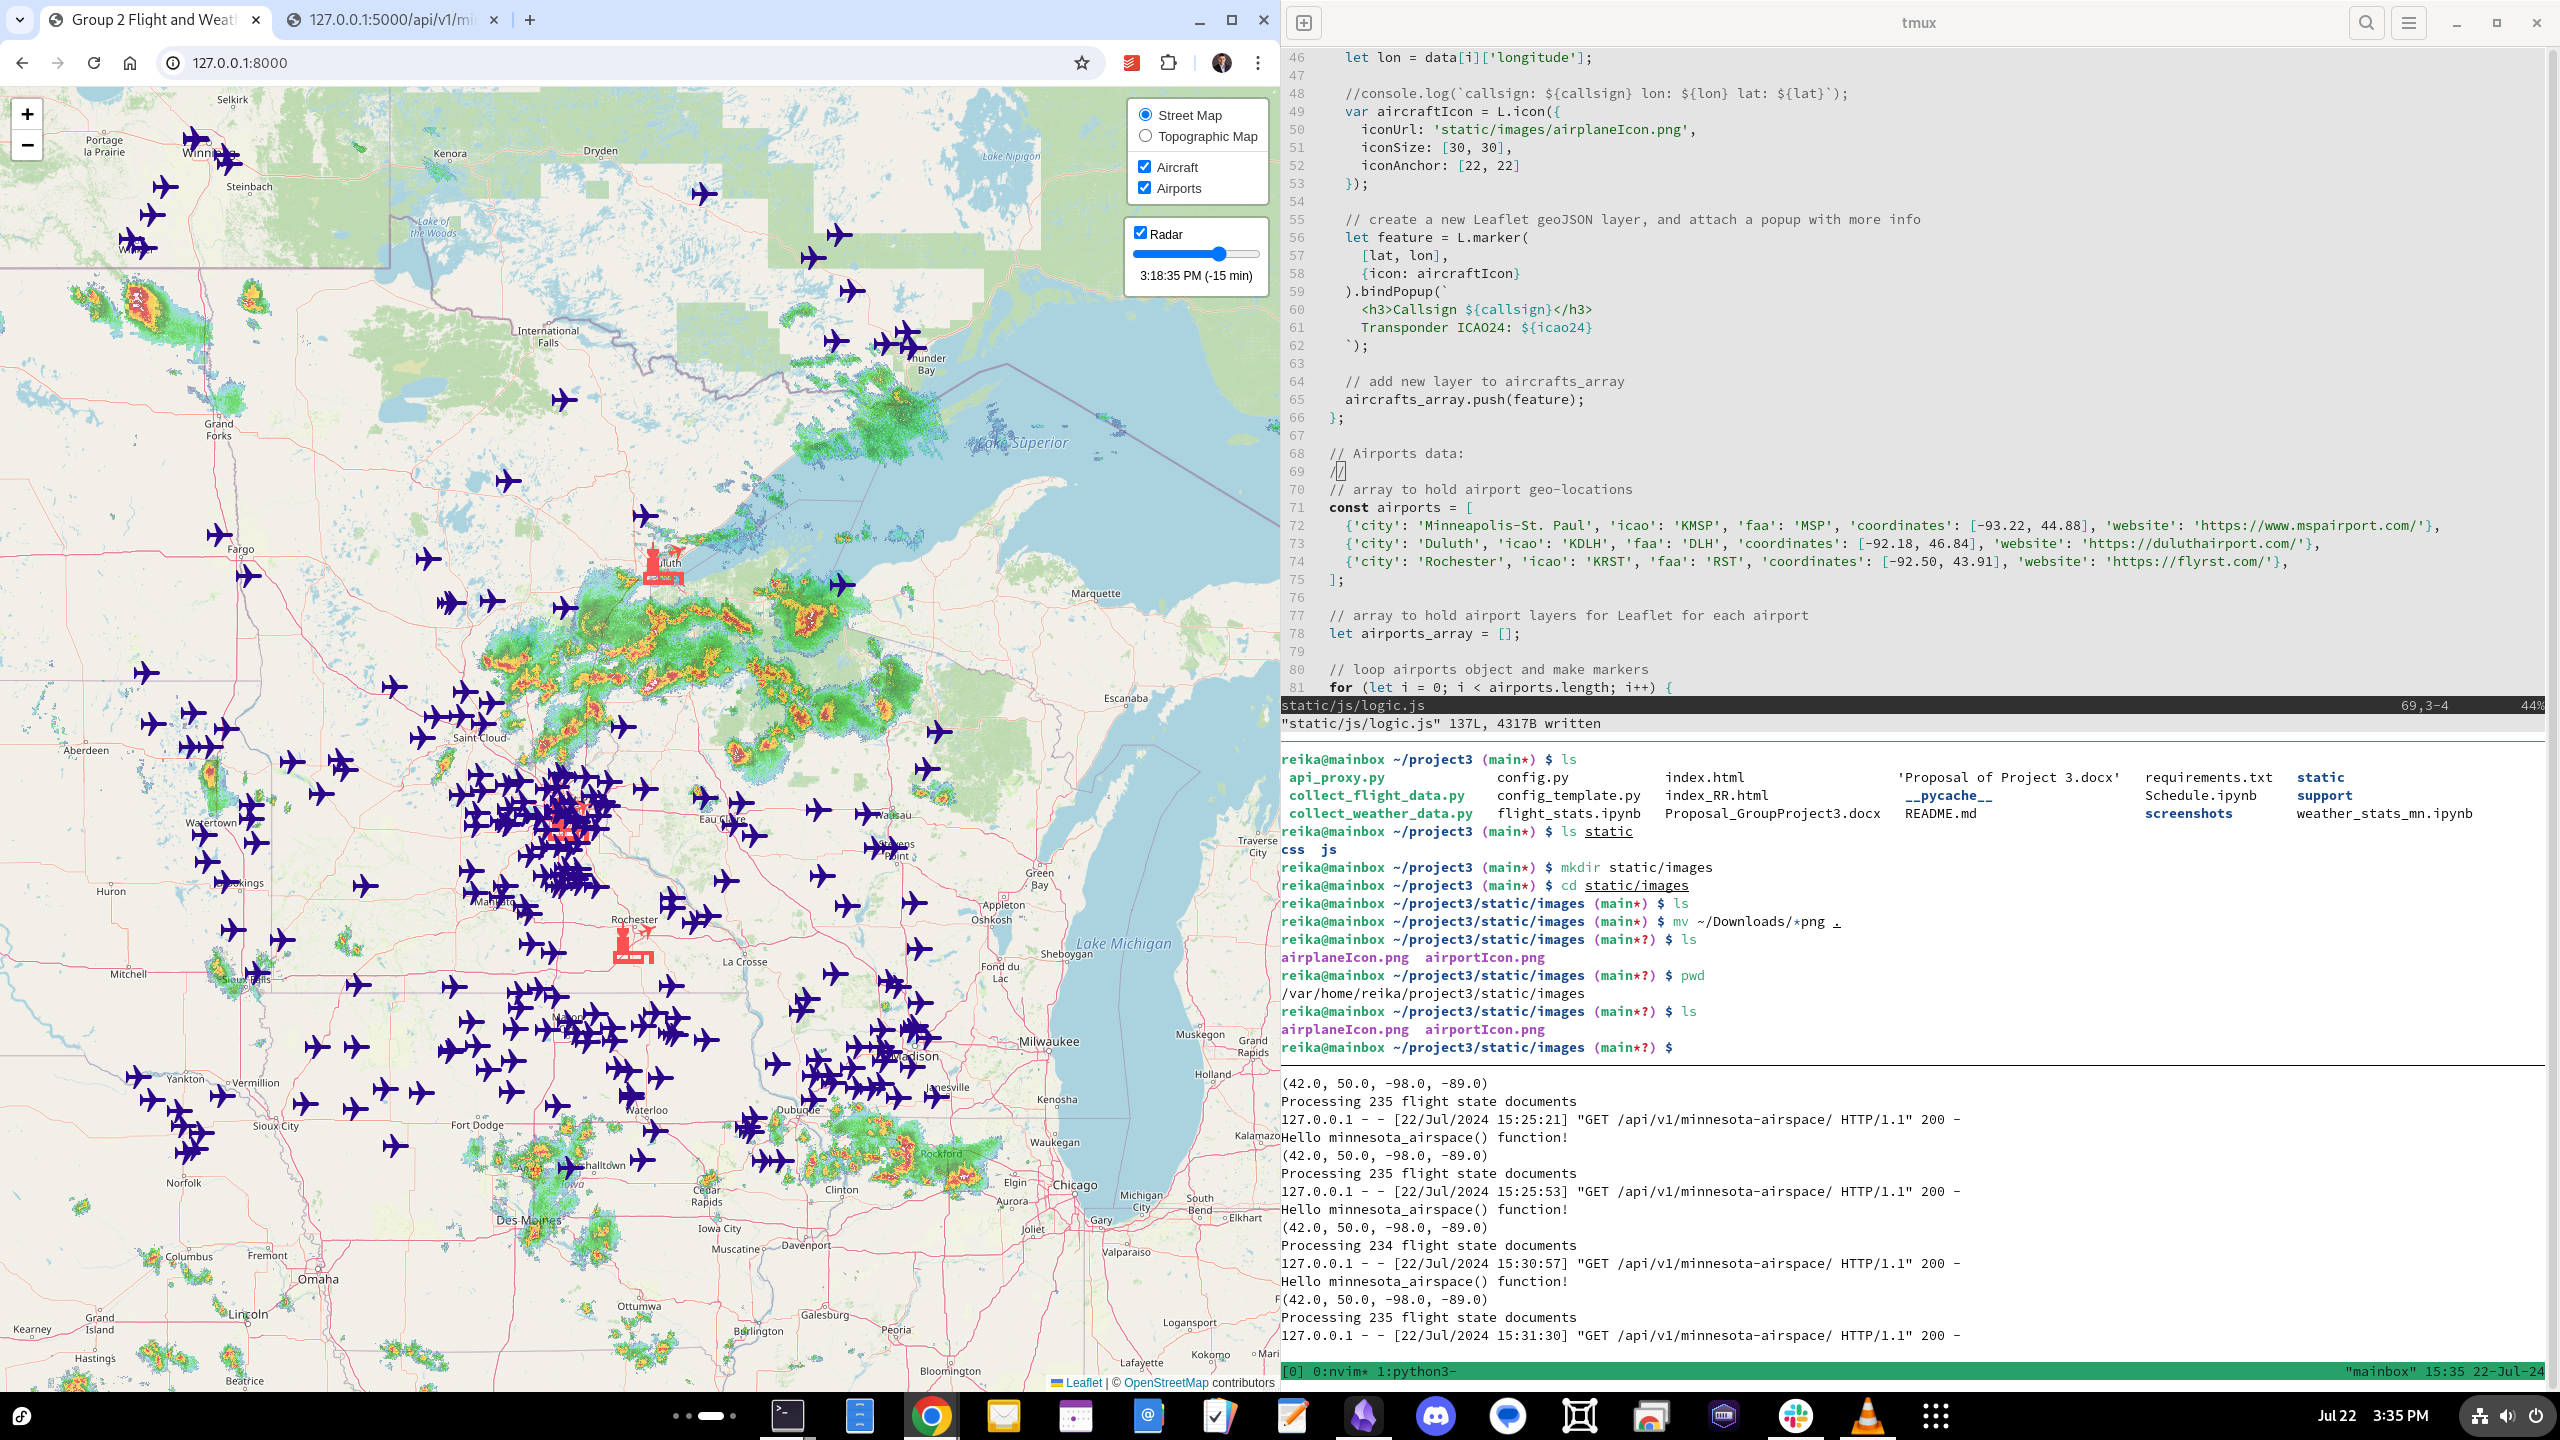 Group 2 Flight and Weat
127.0.0.1:5000/api/v1/mi
127.0.0.1:8000
+
−
Street Map
Topographic Map
Aircraft
Airports
Radar
3:18:35 PM (-15 min)
Selkirk
Portage
la Prairie
Steinbach
Kenora
Dryden
Lake Nipigon
Lake of
the Woods
International
Falls
Thunder
Bay
Grand
Forks
Lake Superior
Fargo
Marquette
Escanaba
Saint Cloud
Aberdeen
Watertown
Eau Claire
Wausau
Stevens
Point
Traverse
City
Green
Bay
Huron
Brookings
Mankato
Appleton
Oshkosh
Rochester
Lake Michigan
Mitchell
Sioux Falls
La Crosse
Sheboygan
Fond du
Lac
Muskegon
Milwaukee
Madison
Grand
Rapids
Yankton
Vermillion
Janesville
Holland
Kenosha
Waterloo
Dubuque
Sioux City
Fort Dodge
Waukegan
Kalamazo
Rockford
Ames
Marshalltown
Iowa
Norfolk
Cedar
Rapids
Clinton
Elgin
Chicago
Aurora
Michigan
City
South
Bend
Des Moines
Iowa City
Joliet
Gary
Elkhart
Muscatine
Davenport
Valparaiso
Columbus
Fremont
Omaha
Ottumwa
Lincoln
Galesburg
Kearney
Grand
Island
Burlington
Peoria
Logansport
Hastings
Lafayette
Kokomo
Mari
Beatrice
Bloomington
Leaflet | © OpenStreetMap contributors
tmux
46 let lon = data[i]['longitude'];
47
48 //console.log(`callsign: ${callsign} lon: ${lon} lat: ${lat}`);
49 var aircraftIcon = L.icon({
50 iconUrl: 'static/images/airplaneIcon.png',
51 iconSize: [30, 30],
52 iconAnchor: [22, 22]
53 });
54
55 // create a new Leaflet geoJSON layer, and attach a popup with more info
56 let feature = L.marker(
57 [lat, lon],
58 {icon: aircraftIcon}
59 ).bindPopup(`
60 <h3>Callsign ${callsign}</h3>
61 Transponder ICAO24: ${icao24}
62 `);
63
64 // add new layer to aircrafts_array
65 aircrafts_array.push(feature);
66 };
67
68 // Airports data:
69 //
70 // array to hold airport geo-locations
71 const airports = [
72 {'city': 'Minneapolis-St. Paul', 'icao': 'KMSP', 'faa': 'MSP', 'coordinates': [-93.22, 44.88], 'website': 'https://www.mspairport.com/'},
73 {'city': 'Duluth', 'icao': 'KDLH', 'faa': 'DLH', 'coordinates': [-92.18, 46.84], 'website': 'https://duluthairport.com/'},
74 {'city': 'Rochester', 'icao': 'KRST', 'faa': 'RST', 'coordinates': [-92.50, 43.91], 'website': 'https://flyrst.com/'},
75 ];
76
77 // array to hold airport layers for Leaflet for each airport
78 let airports_array = [];
79
80 // loop airports object and make markers
81 for (let i = 0; i < airports.length; i++) {
static/js/logic.js 69,3-4 44%
"static/js/logic.js" 137L, 4317B written
reika@mainbox ~/project3 (main*) $ ls
api_proxy.py config.py index.html 'Proposal of Project 3.docx' requirements.txt static
collect_flight_data.py config_template.py index_RR.html __pycache__ Schedule.ipynb support
collect_weather_data.py flight_stats.ipynb Proposal_GroupProject3.docx README.md screenshots weather_stats_mn.ipynb
reika@mainbox ~/project3 (main*) $ ls static
css js
reika@mainbox ~/project3 (main*) $ mkdir static/images
reika@mainbox ~/project3 (main*) $ cd static/images
reika@mainbox ~/project3/static/images (main*) $ ls
reika@mainbox ~/project3/static/images (main*) $ mv ~/Downloads/*png .
reika@mainbox ~/project3/static/images (main*?) $ ls
airplaneIcon.png airportIcon.png
reika@mainbox ~/project3/static/images (main*?) $ pwd
/var/home/reika/project3/static/images
reika@mainbox ~/project3/static/images (main*?) $ ls
airplaneIcon.png airportIcon.png
reika@mainbox ~/project3/static/images (main*?) $
(42.0, 50.0, -98.0, -89.0)
Processing 235 flight state documents
127.0.0.1 - - [22/Jul/2024 15:25:21] "GET /api/v1/minnesota-airspace/ HTTP/1.1" 200 -
Hello minnesota_airspace() function!
(42.0, 50.0, -98.0, -89.0)
Processing 235 flight state documents
127.0.0.1 - - [22/Jul/2024 15:25:53] "GET /api/v1/minnesota-airspace/ HTTP/1.1" 200 -
Hello minnesota_airspace() function!
(42.0, 50.0, -98.0, -89.0)
Processing 234 flight state documents
127.0.0.1 - - [22/Jul/2024 15:30:57] "GET /api/v1/minnesota-airspace/ HTTP/1.1" 200 -
Hello minnesota_airspace() function!
(42.0, 50.0, -98.0, -89.0)
Processing 235 flight state documents
127.0.0.1 - - [22/Jul/2024 15:31:30] "GET /api/v1/minnesota-airspace/ HTTP/1.1" 200 -
[0] 0:nvim* 1:python3- "mainbox" 15:35 22-Jul-24
Jul 22 3:35 PM